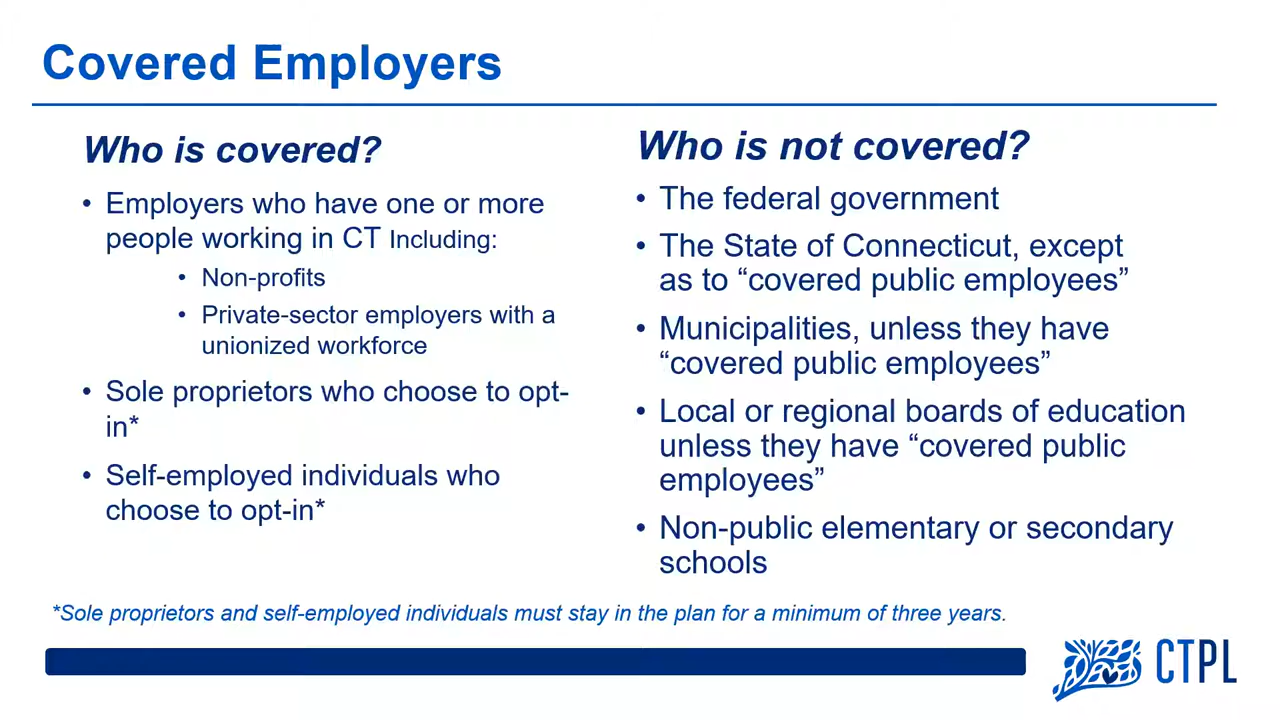 Covered Employers
Who is covered?
• Employers who have one or more
people working in CT Including:
• Non-profits
• Private-sector employers with a
unionized workforce
• Sole proprietors who choose to opt-
in*
• Self-employed individuals who
choose to opt-in*
Who is not covered?
• The federal government
• The State of Connecticut, except
as to “covered public employees”
• Municipalities, unless they have
“covered public employees”
• Local or regional boards of education
unless they have “covered public
employees”
• Non-public elementary or secondary
schools
*Sole proprietors and self-employed individuals must stay in the plan for a minimum of three years.
CTPL